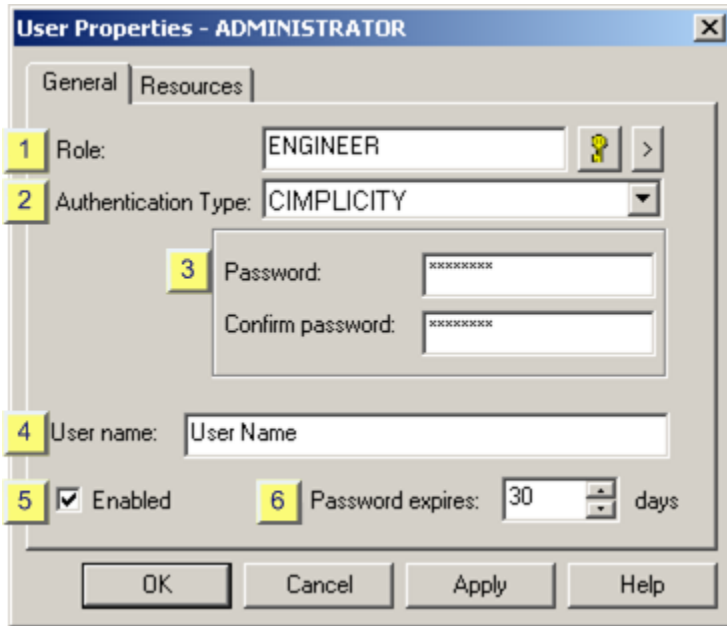 User Properties - ADMINISTRATOR
General Resources
1 Role: ENGINEER >
2 Authentication Type: CIMPLICITY
3 Password: ********
Confirm password: ********
4 User name: User Name
5 Enabled 6 Password expires: 30 days
OK Cancel Apply Help